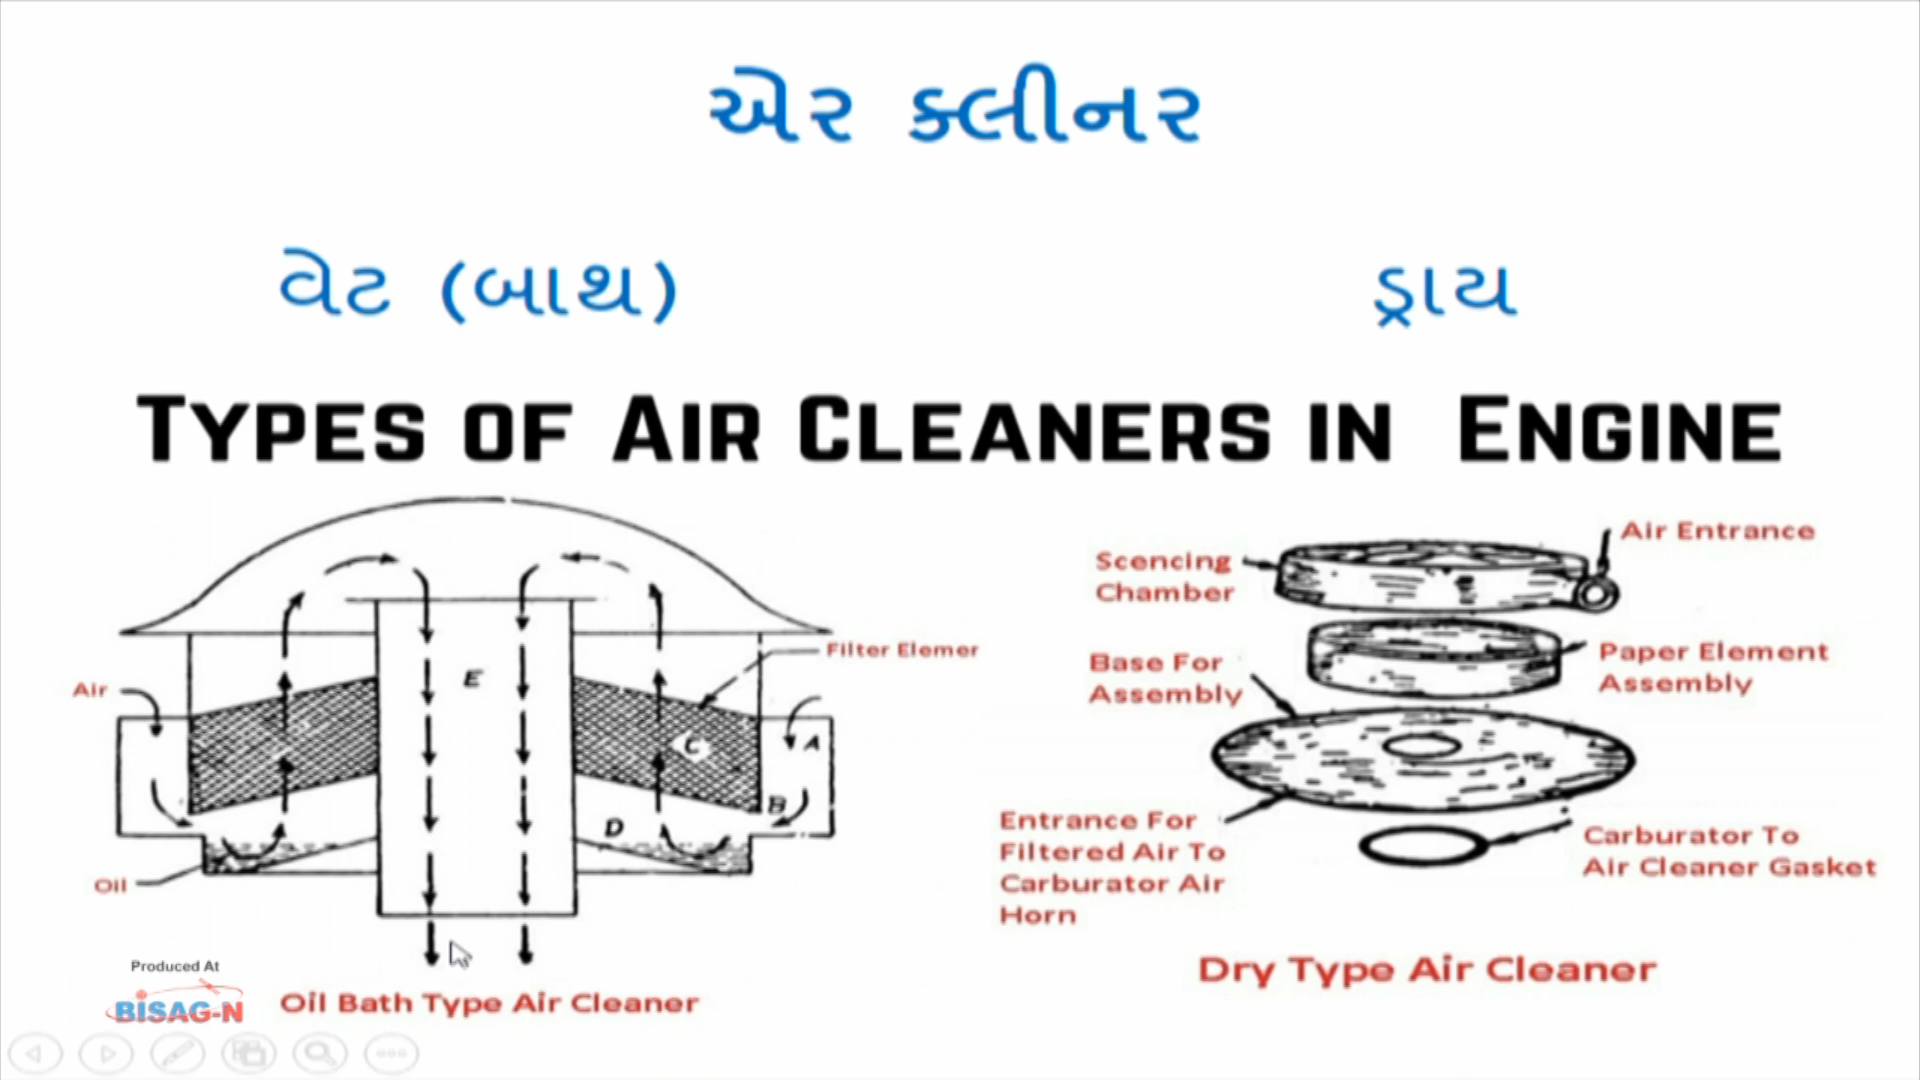 એર ક્લીનર
વેટ (બાથ)
ડ્રાય
TYPES OF AIR CLEANERS IN ENGINE
Air
Oil
E
C
A
B
D
Filter Elemer
Oil Bath Type Air Cleaner
Scencing
Chamber
Air Entrance
Base For
Assembly
Paper Element
Assembly
Entrance For
Filtered Air To
Carburator Air
Horn
Carburator To
Air Cleaner Gasket
Dry Type Air Cleaner
Produced At
BISAG-N